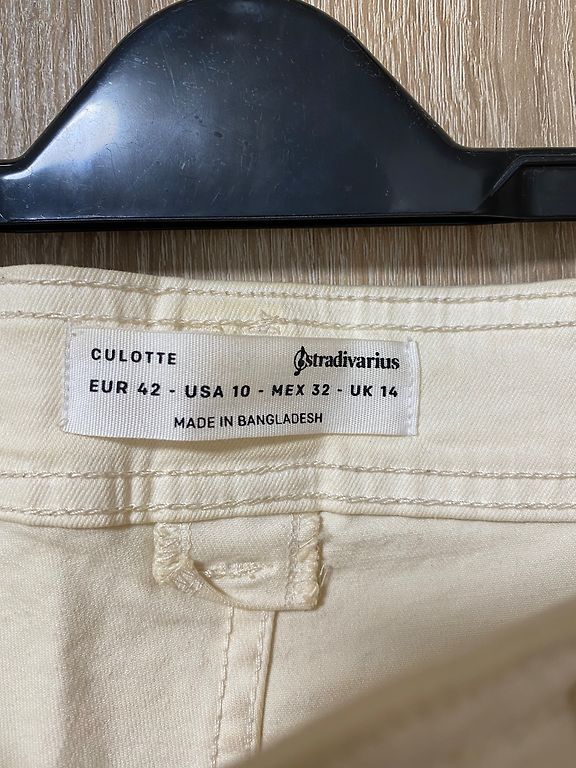 CULOTTE
stradivarius
EUR 42 - USA 10 - MEX 32 - UK 14
MADE IN BANGLADESH